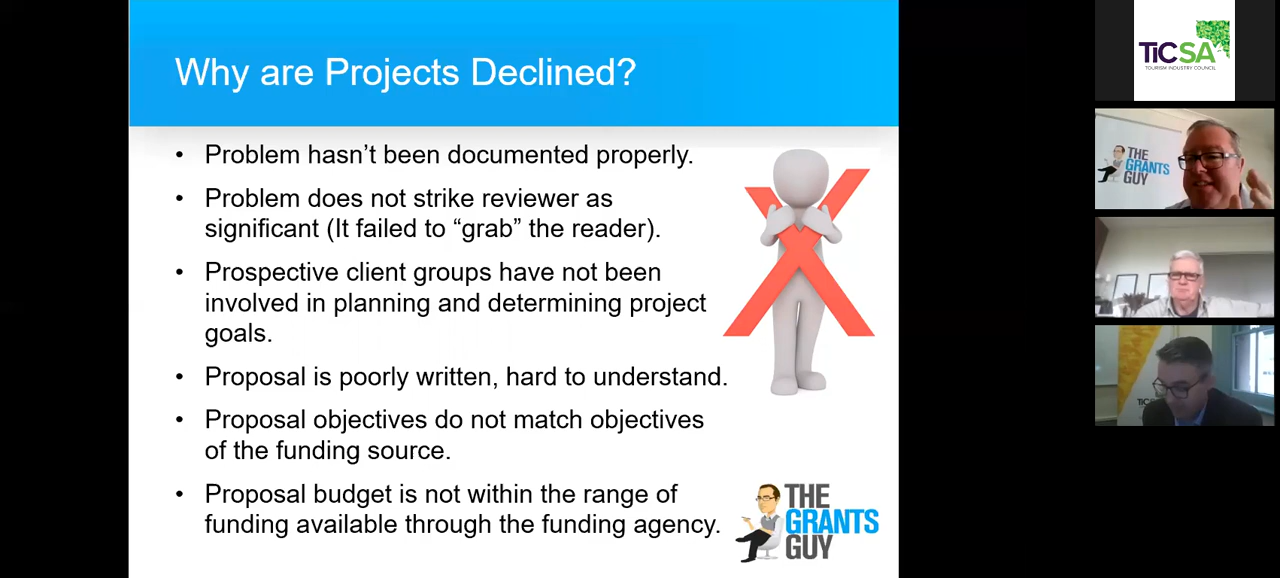 Why are Projects Declined?
• Problem hasn't been documented properly.
• Problem does not strike reviewer as
significant (It failed to “grab” the reader).
• Prospective client groups have not been
involved in planning and determining project
goals.
• Proposal is poorly written, hard to understand.
• Proposal objectives do not match objectives
of the funding source.
• Proposal budget is not within the range of
funding available through the funding agency.
THE
GRANTS
GUY
TiCSA
TOURISM INDUSTRY COUNCIL
THE
GRANTS
GUY